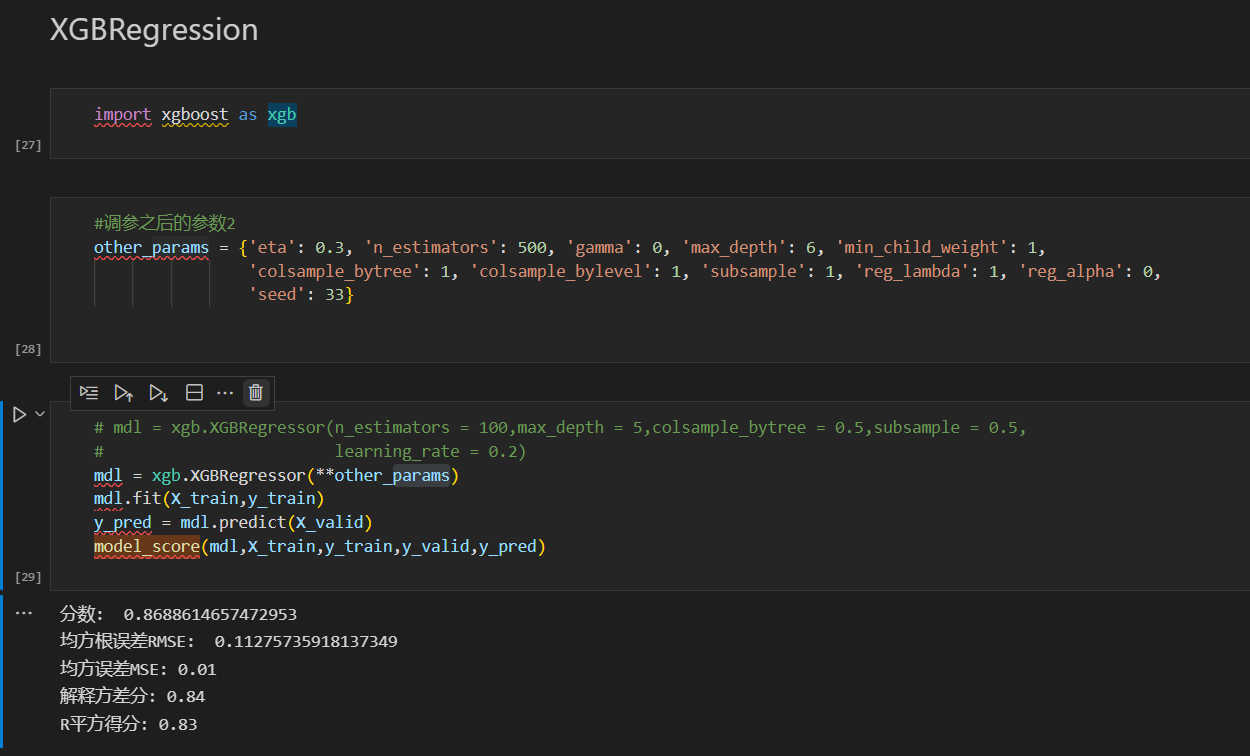 XGBRegression
import xgboost as xgb
[27]
#调参之后的参数2
other_params = {'eta': 0.3, 'n_estimators': 500, 'gamma': 0, 'max_depth': 6, 'min_child_weight': 1,
'colsample_bytree': 1, 'colsample_bylevel': 1, 'subsample': 1, 'reg_lambda': 1, 'reg_alpha': 0,
'seed': 33}
[28]
# mdl = xgb.XGBRegressor(n_estimators = 100,max_depth = 5,colsample_bytree = 0.5,subsample = 0.5,
# learning_rate = 0.2)
mdl = xgb.XGBRegressor(**other_params)
mdl.fit(X_train,y_train)
y_pred = mdl.predict(X_valid)
model_score(mdl,X_train,y_train,y_valid,y_pred)
[29]
分数: 0.8688614657472953
均方根误差RMSE: 0.11275735918137349
均方误差MSE: 0.01
解释方差分: 0.84
R平方得分: 0.83